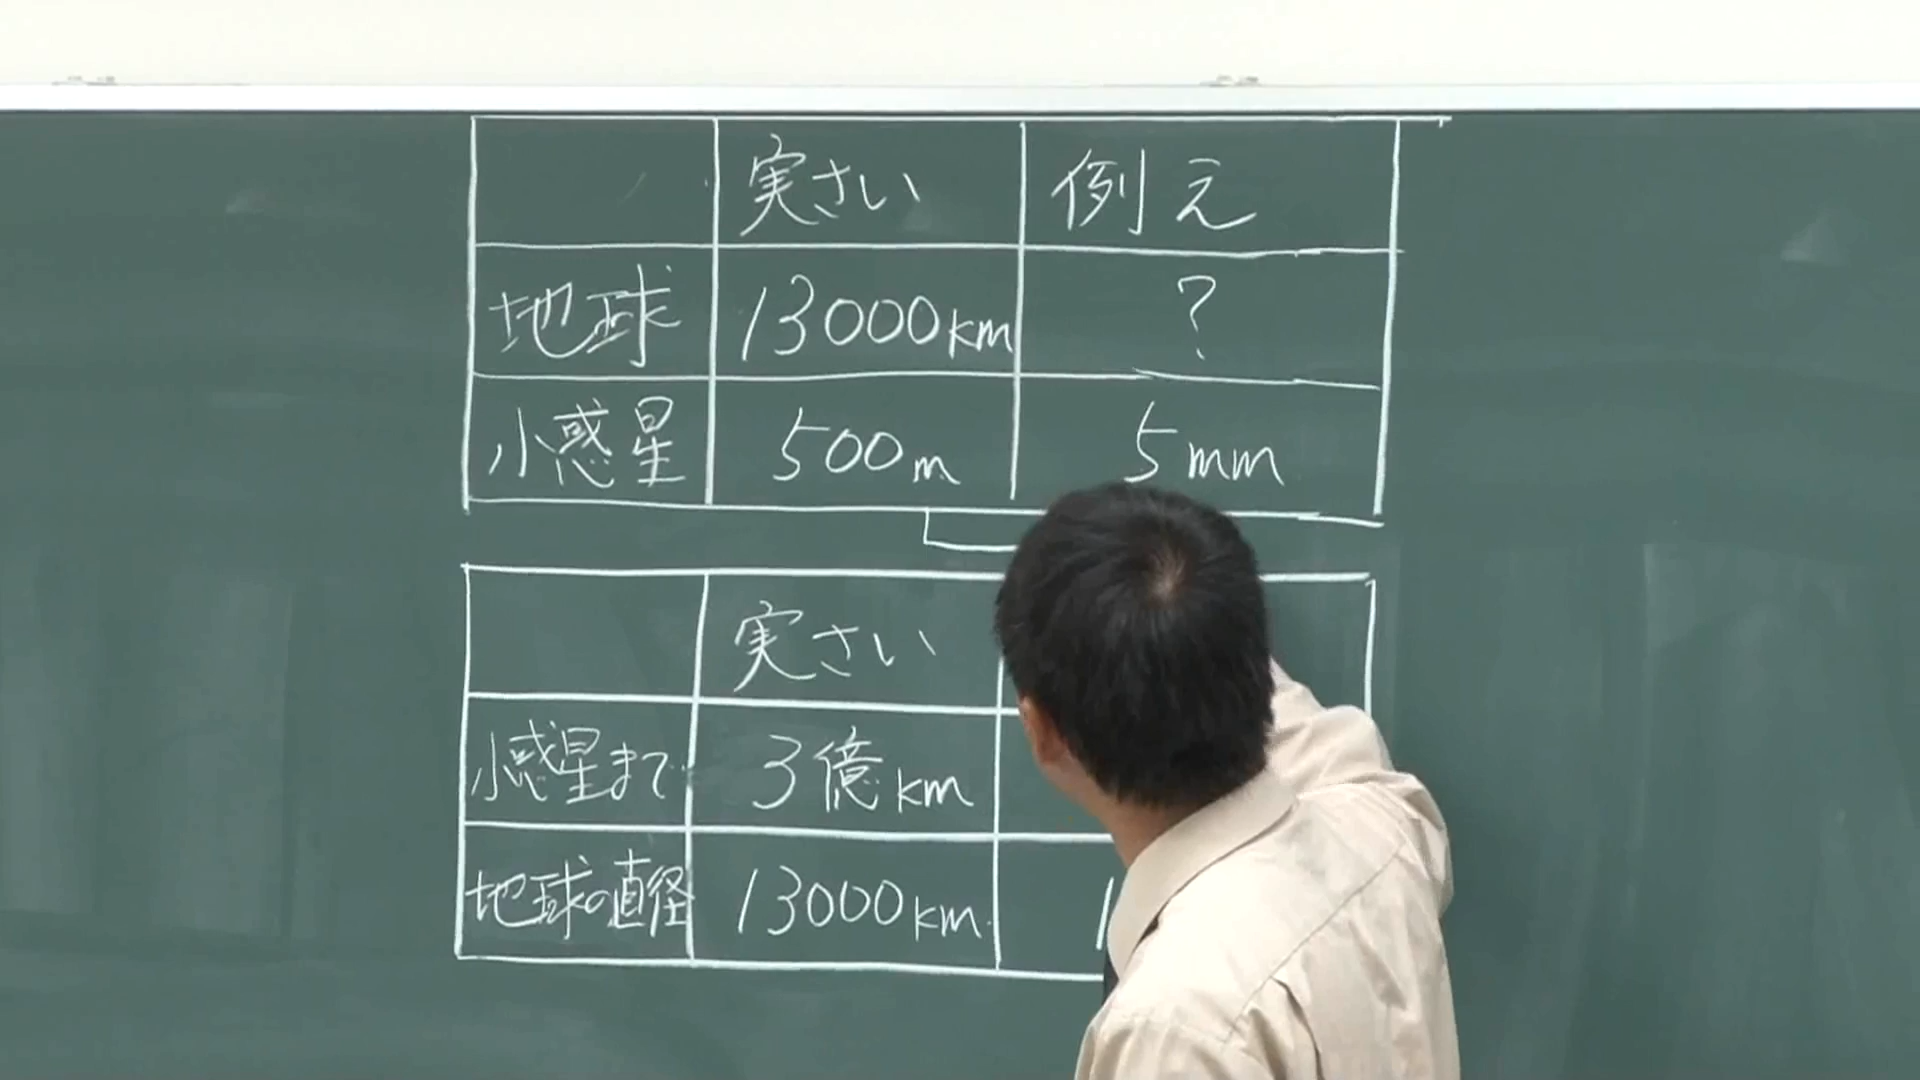 実さい 例え
地球 13000km ?
小惑星 500m 5mm
実さい
小惑星まで 3億km
地球の直径 13000km